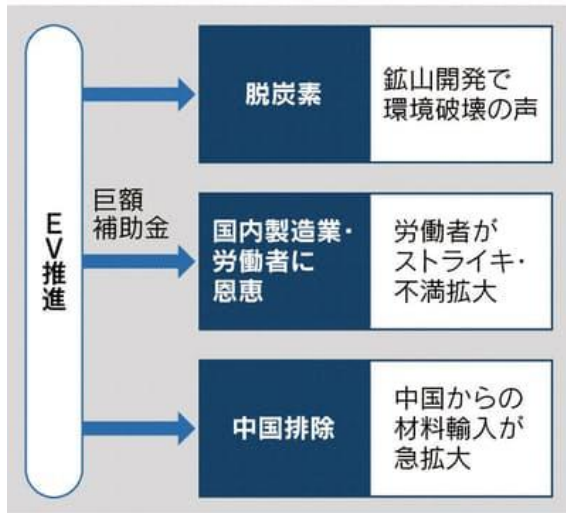 EV推進
巨額
補助金
脱炭素
鉱山開発で
環境破壊の声
国内製造業・
労働者に
恩恵
労働者が
ストライキ・
不満拡大
中国排除
中国からの
材料輸入が
急拡大